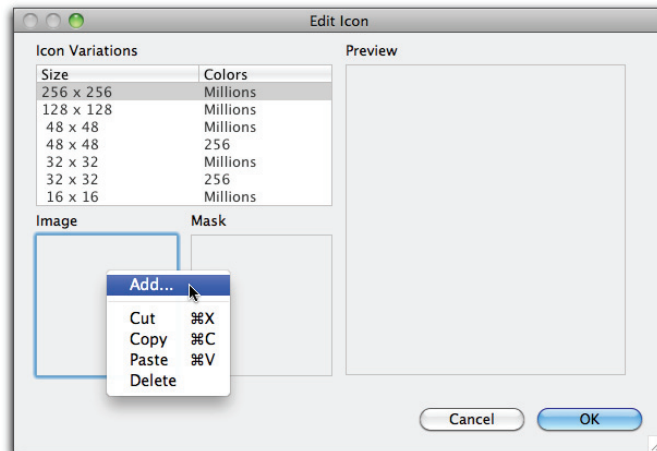 Edit Icon
Icon Variations
Size Colors
256 x 256 Millions
128 x 128 Millions
48 x 48 Millions
48 x 48 256
32 x 32 Millions
32 x 32 256
16 x 16 Millions
Image Mask
Add...
Cut ⌘X
Copy ⌘C
Paste ⌘V
Delete
Preview
Cancel OK